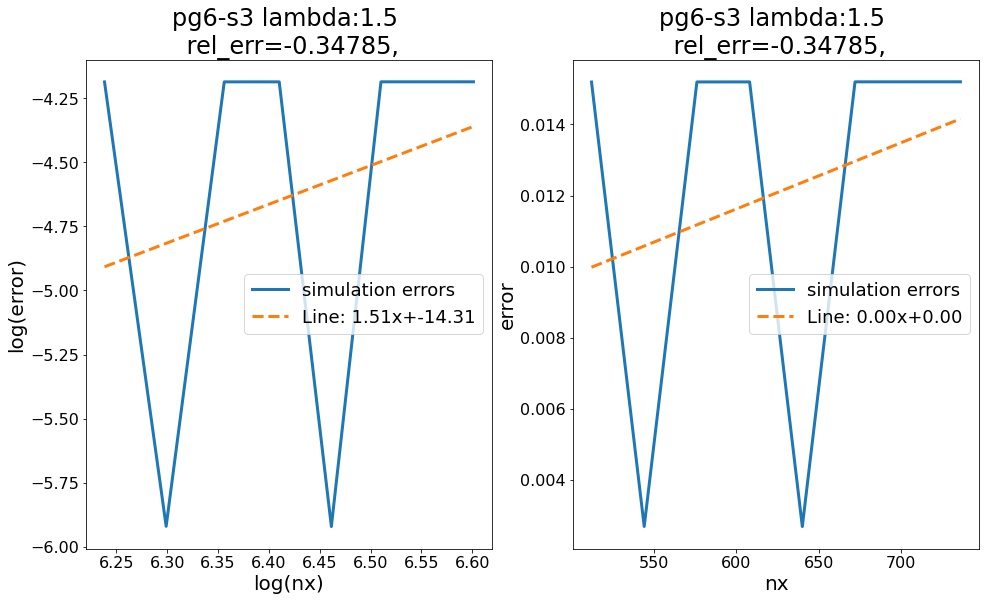 pg6-s3 lambda:1.5
rel_err=-0.34785,
log(error)
−4.25
−4.50
−4.75
−5.00
−5.25
−5.50
−5.75
−6.00
simulation errors
Line: 1.51x+-14.31
6.25
6.30
6.35
6.40
6.45
6.50
6.55
6.60
log(nx)
pg6-s3 lambda:1.5
rel_err=-0.34785,
error
0.014
0.012
0.010
0.008
0.006
0.004
simulation errors
Line: 0.00x+0.00
550
600
650
700
nx